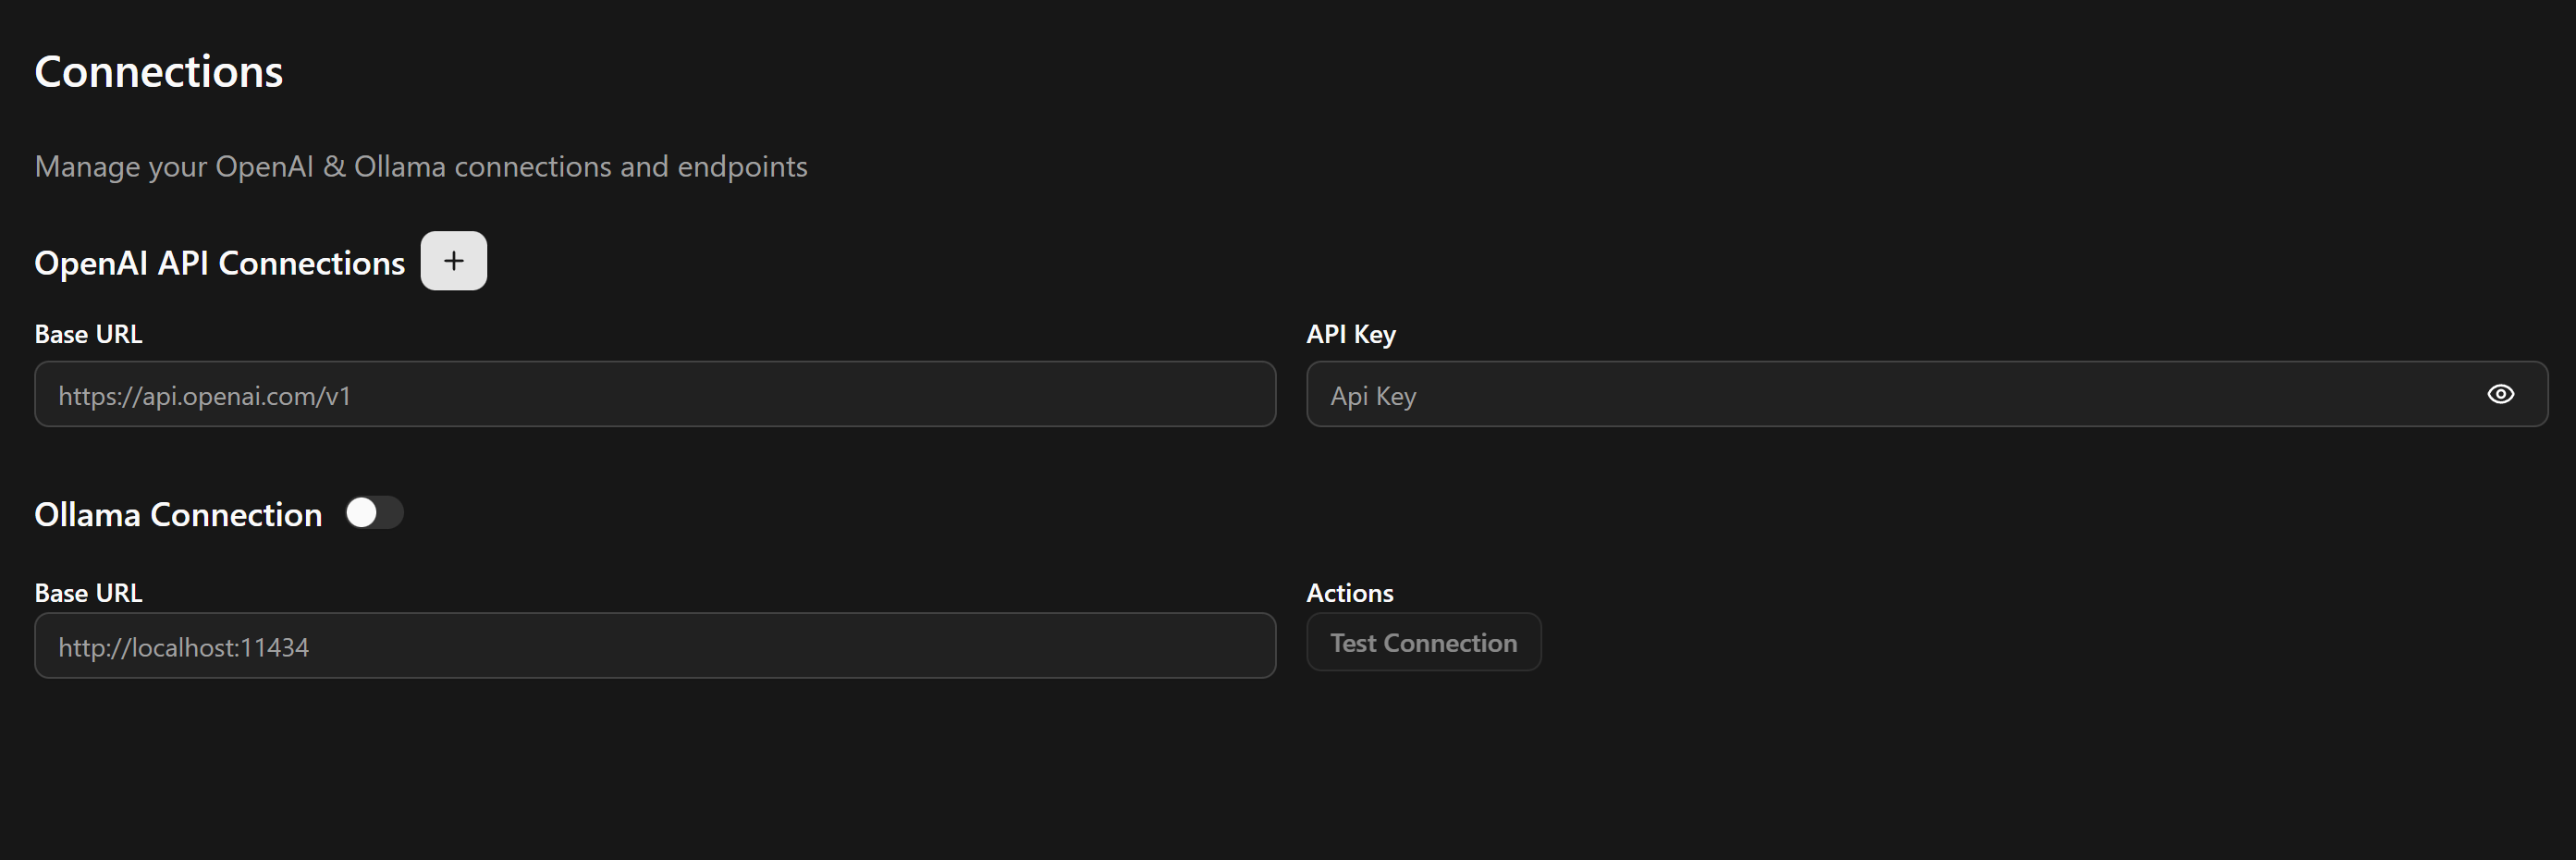 Connections
Manage your OpenAI & Ollama connections and endpoints
OpenAI API Connections +
Base URL
API Key
https://api.openai.com/v1
Api Key
Ollama Connection
Base URL
Actions
http://localhost:11434
Test Connection